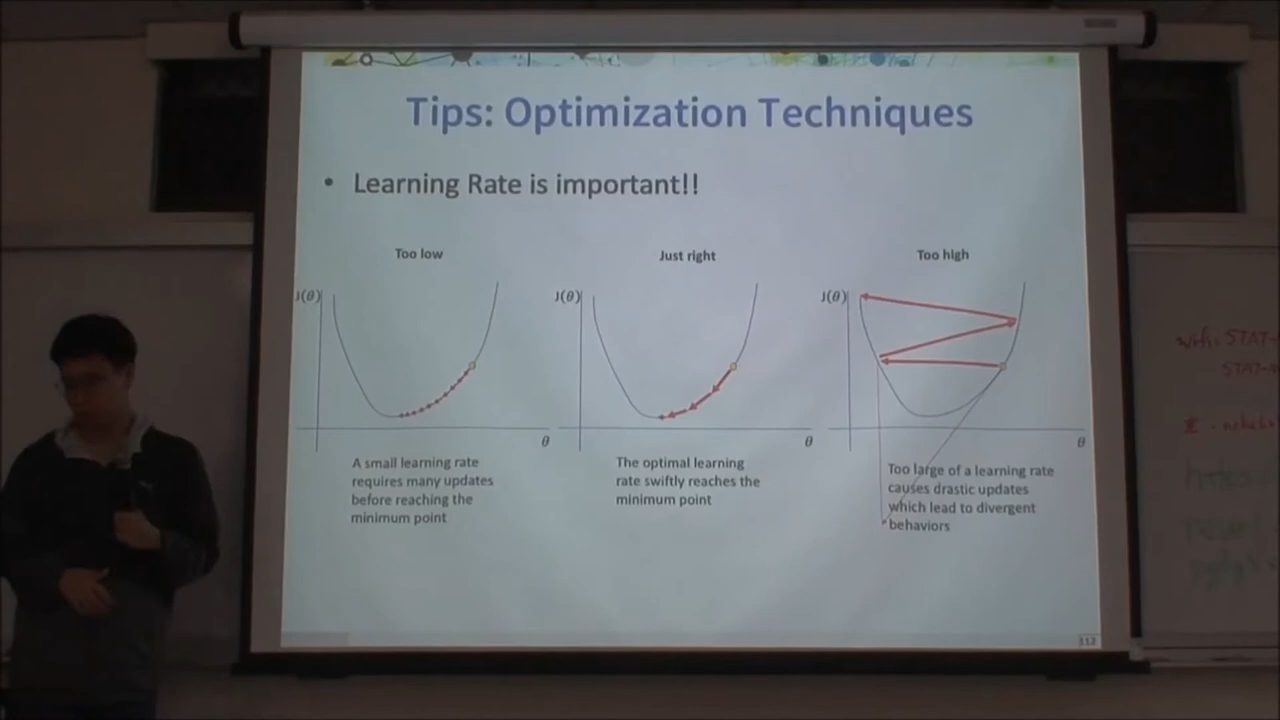 Tips: Optimization Techniques
• Learning Rate is important!!
Too low
Just right
Too high
J(θ)
J(θ)
J(θ)
θ
θ
θ
A small learning rate
requires many updates
before reaching the
minimum point
The optimal learning
rate swiftly reaches the
minimum point
Too large of a learning rate
causes drastic updates
which lead to divergent
behaviors
112